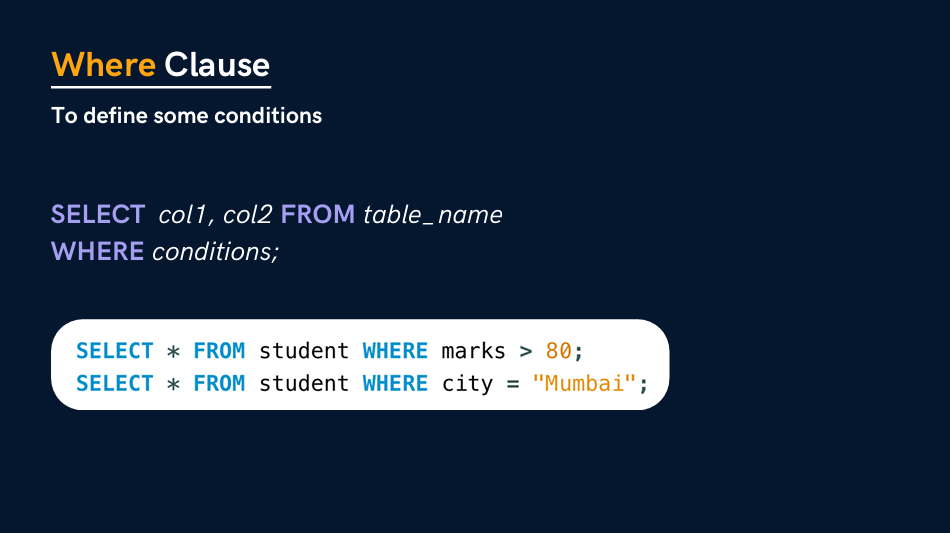 Where Clause
To define some conditions
SELECT col1, col2 FROM table_name
WHERE conditions;
SELECT * FROM student WHERE marks > 80;
SELECT * FROM student WHERE city = "Mumbai";